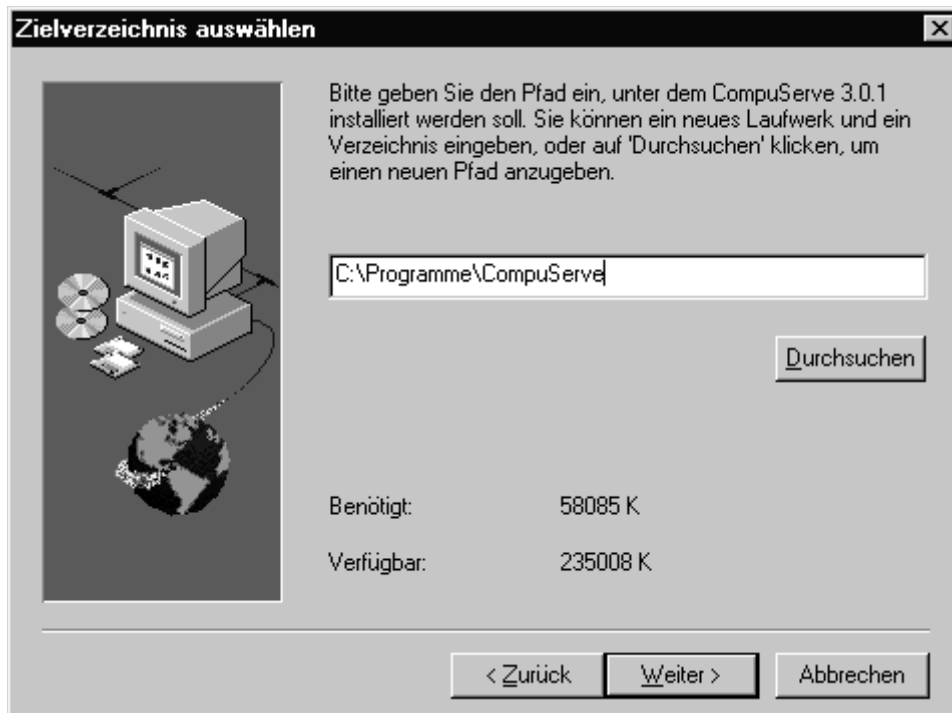 Zielverzeichnis auswählen
Bitte geben Sie den Pfad ein, unter dem CompuServe 3.0.1
installiert werden soll. Sie können ein neues Laufwerk und ein
Verzeichnis eingeben, oder auf 'Durchsuchen' klicken, um
einen neuen Pfad anzugeben.
C:\Programme\CompuServe
Durchsuchen
Benötigt: 58085 K
Verfügbar: 235008 K
< Zurück Weiter > Abbrechen